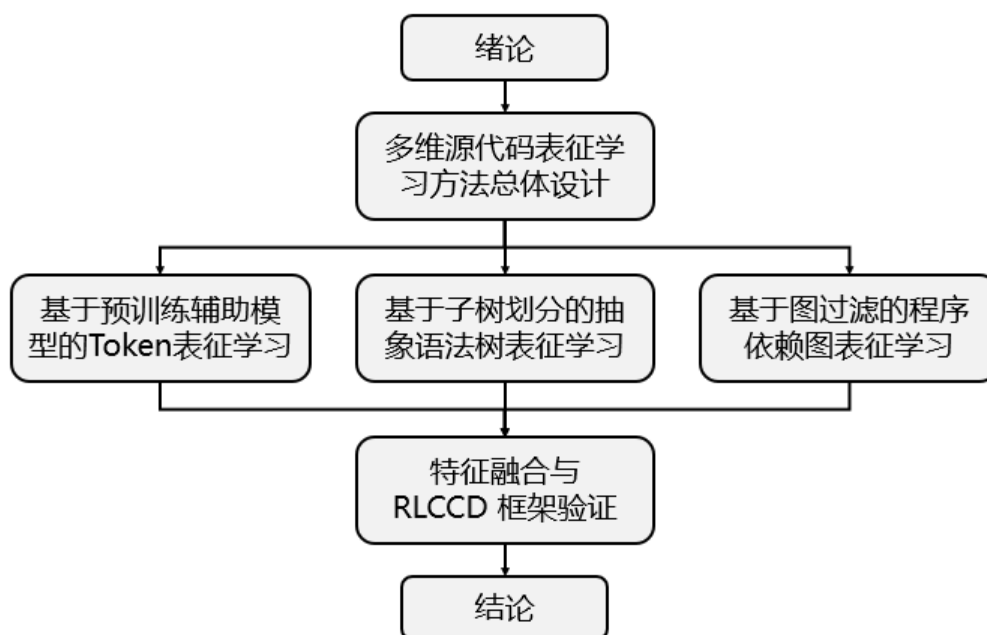 绪论
多维源代码表征学
习方法总体设计
基于预训练辅助模
型的Token表征学习
基于子树划分的抽
象语法树表征学习
基于图过滤的程序
依赖图表征学习
特征融合与
RLCCD 框架验证
结论